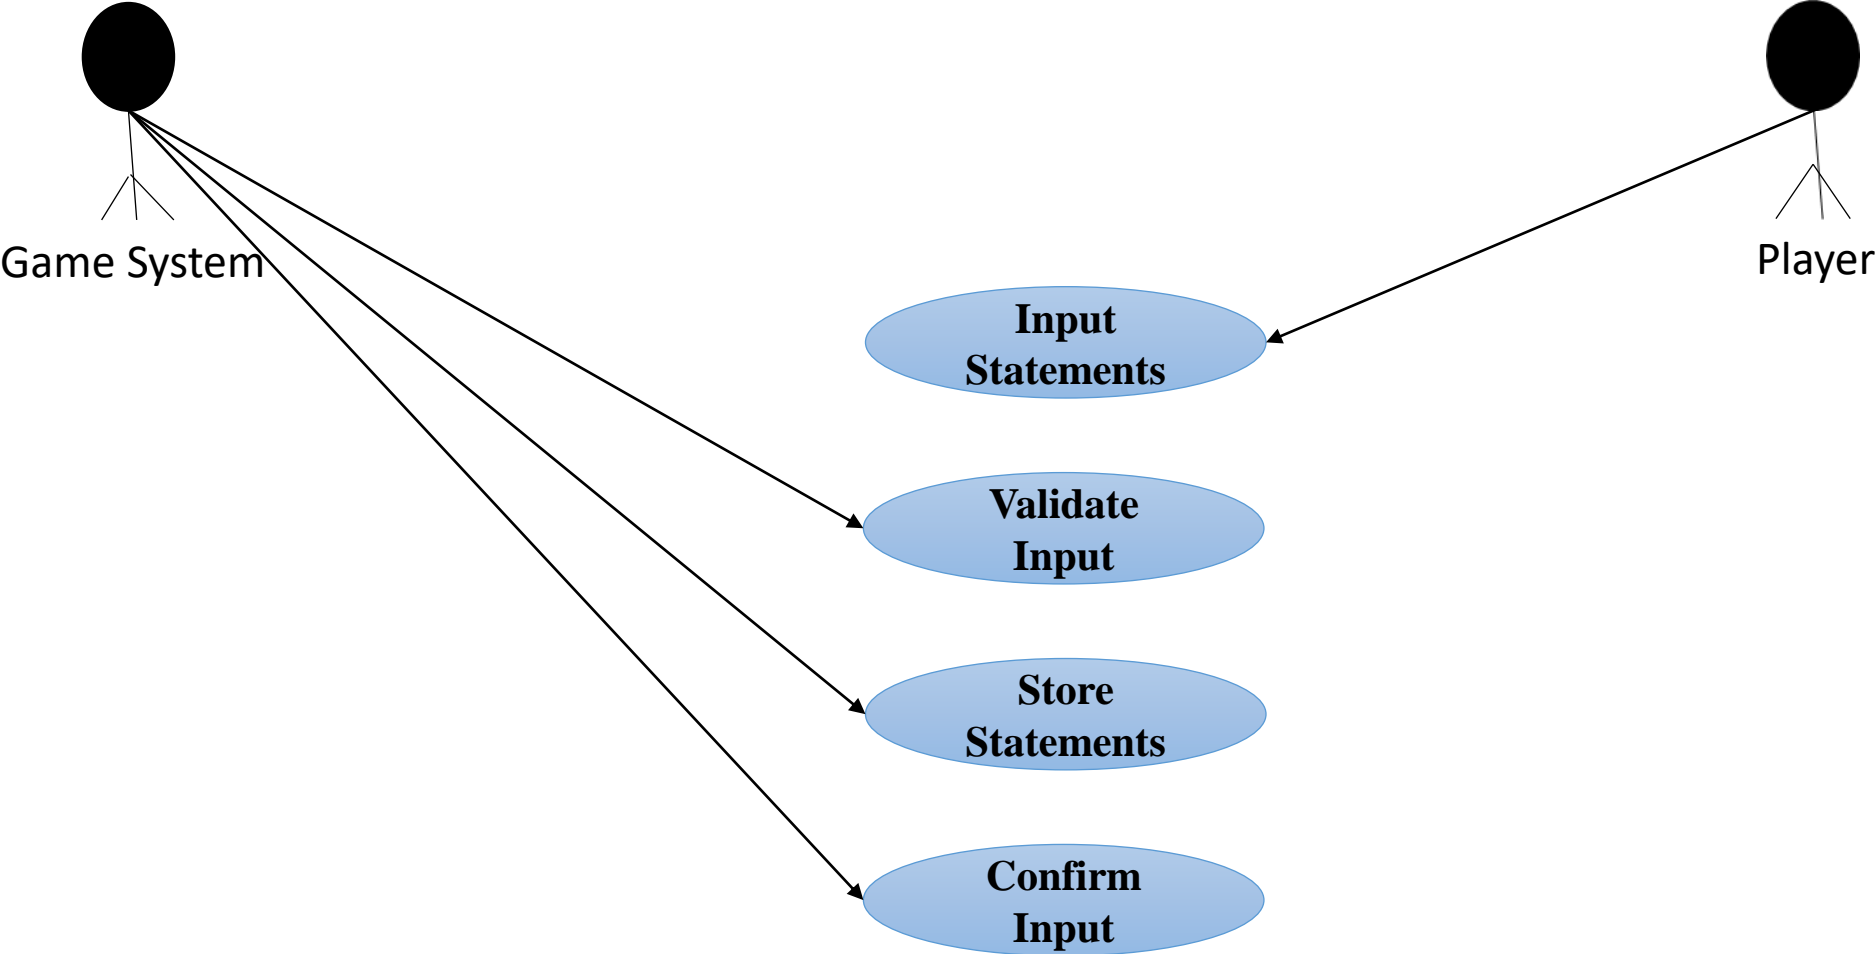 Game System
Player
Input
Statements
Validate
Input
Store
Statements
Confirm
Input